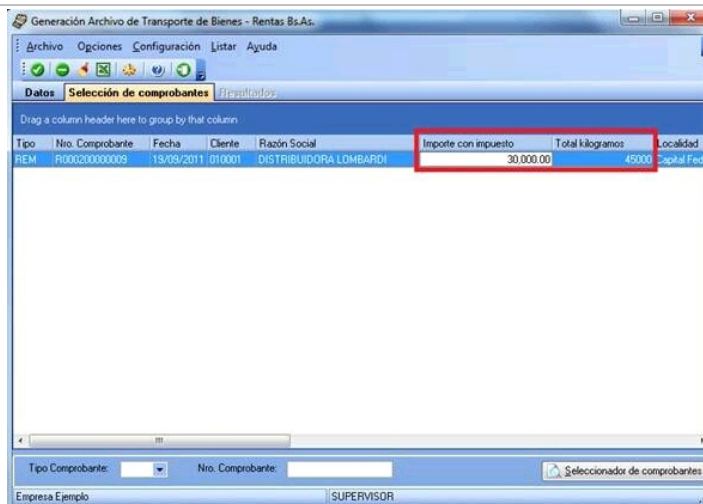 Generación Archivo de Transporte de Bienes - Rentas Bs.As.
Archivo Opciones Configuración Listar Ayuda
Datos Selección de comprobantes Resultados
Drag a column header here to group by that column
Tipo Nro. Comprobante Fecha Cliente Razón Social Importe con impuesto Total kilogramos Localidad
REM R000200000009 19/09/2011 010001 DISTRIBUIDORA LOMBARDI 30,000.00 45000 Capital Fed
Tipo Comprobante: Nro. Comprobante: Seleccionador de comprobantes
Empresa Ejemplo SUPERVISOR